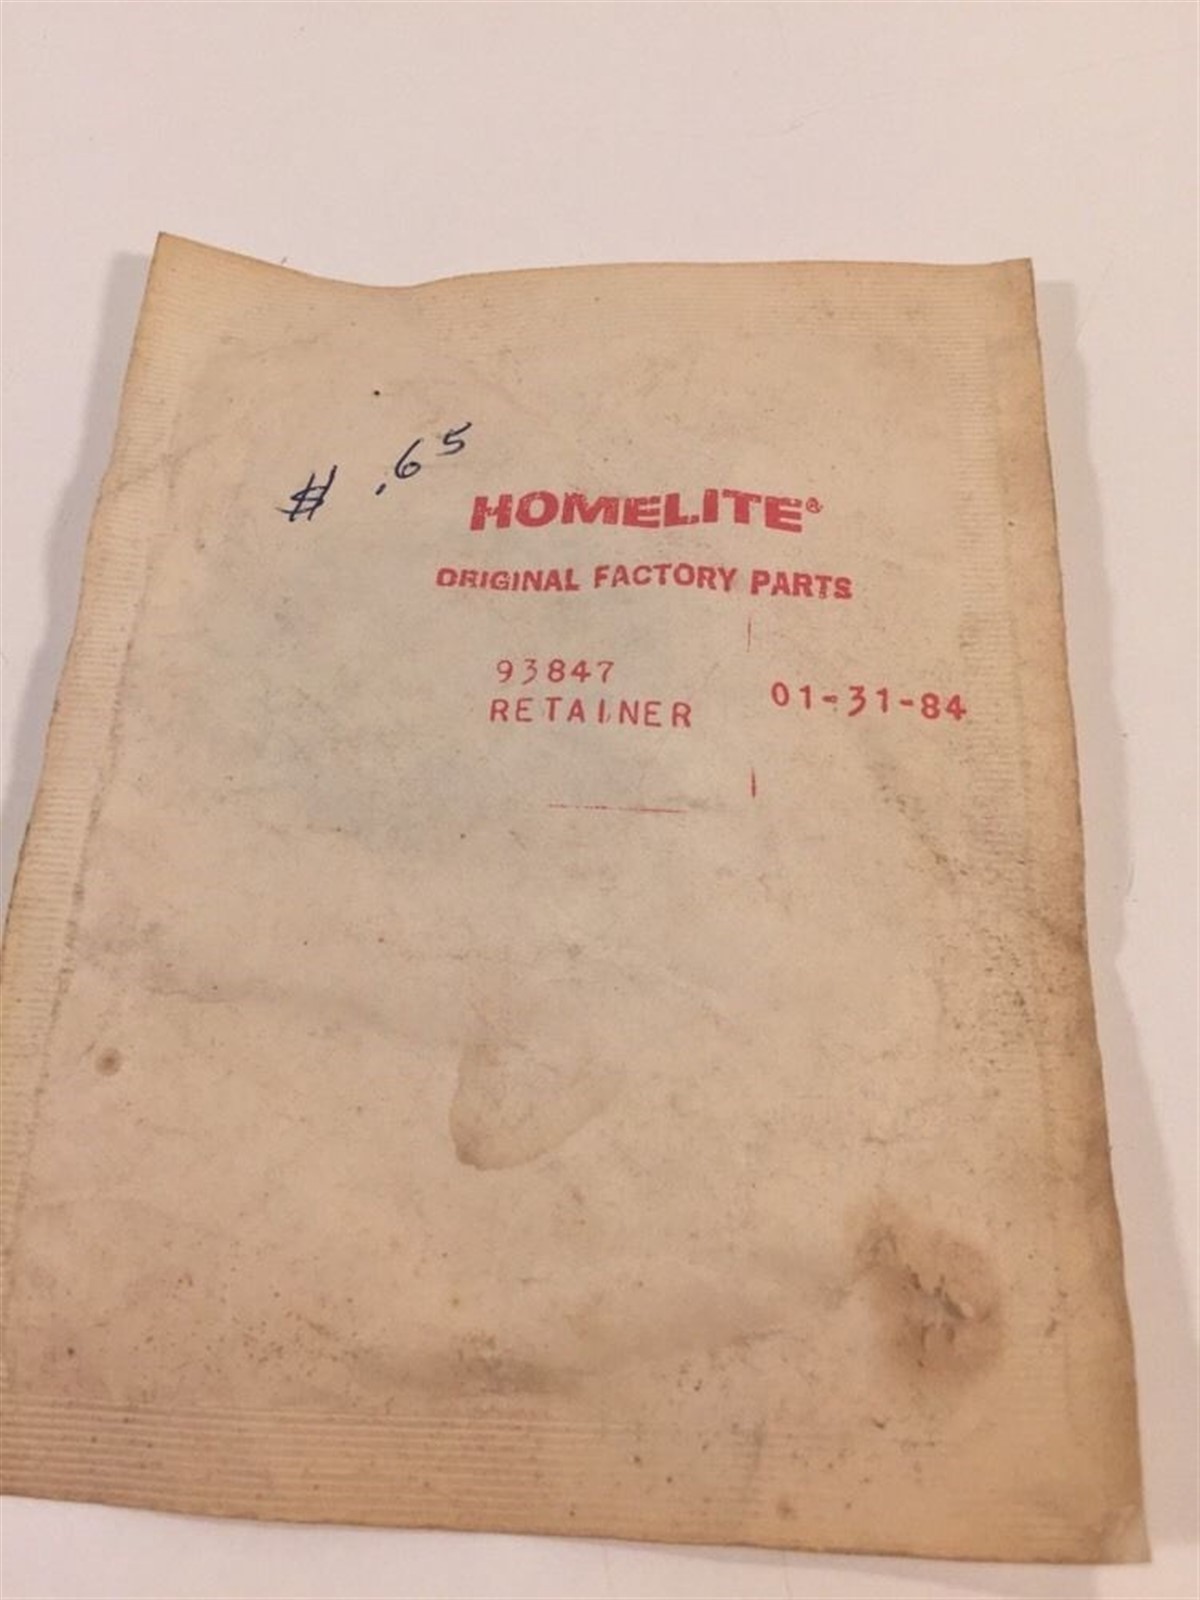 $ .65
HOMELITE®
ORIGINAL FACTORY PARTS
93847
RETAINER
01-31-84